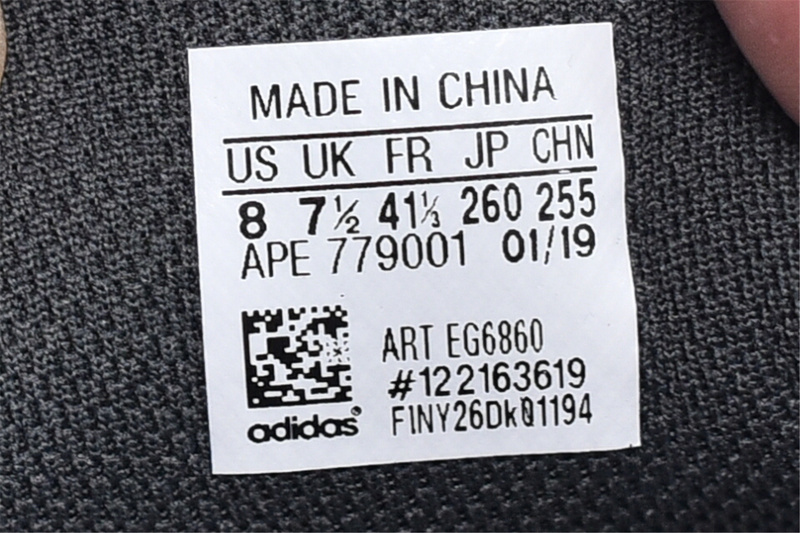 MADE IN CHINA
US UK FR JP CHN
8 7½ 41⅓ 260 255
APE 779001 01/19
ART EG6860
#122163619
adidas®
F1NY26Dk01194